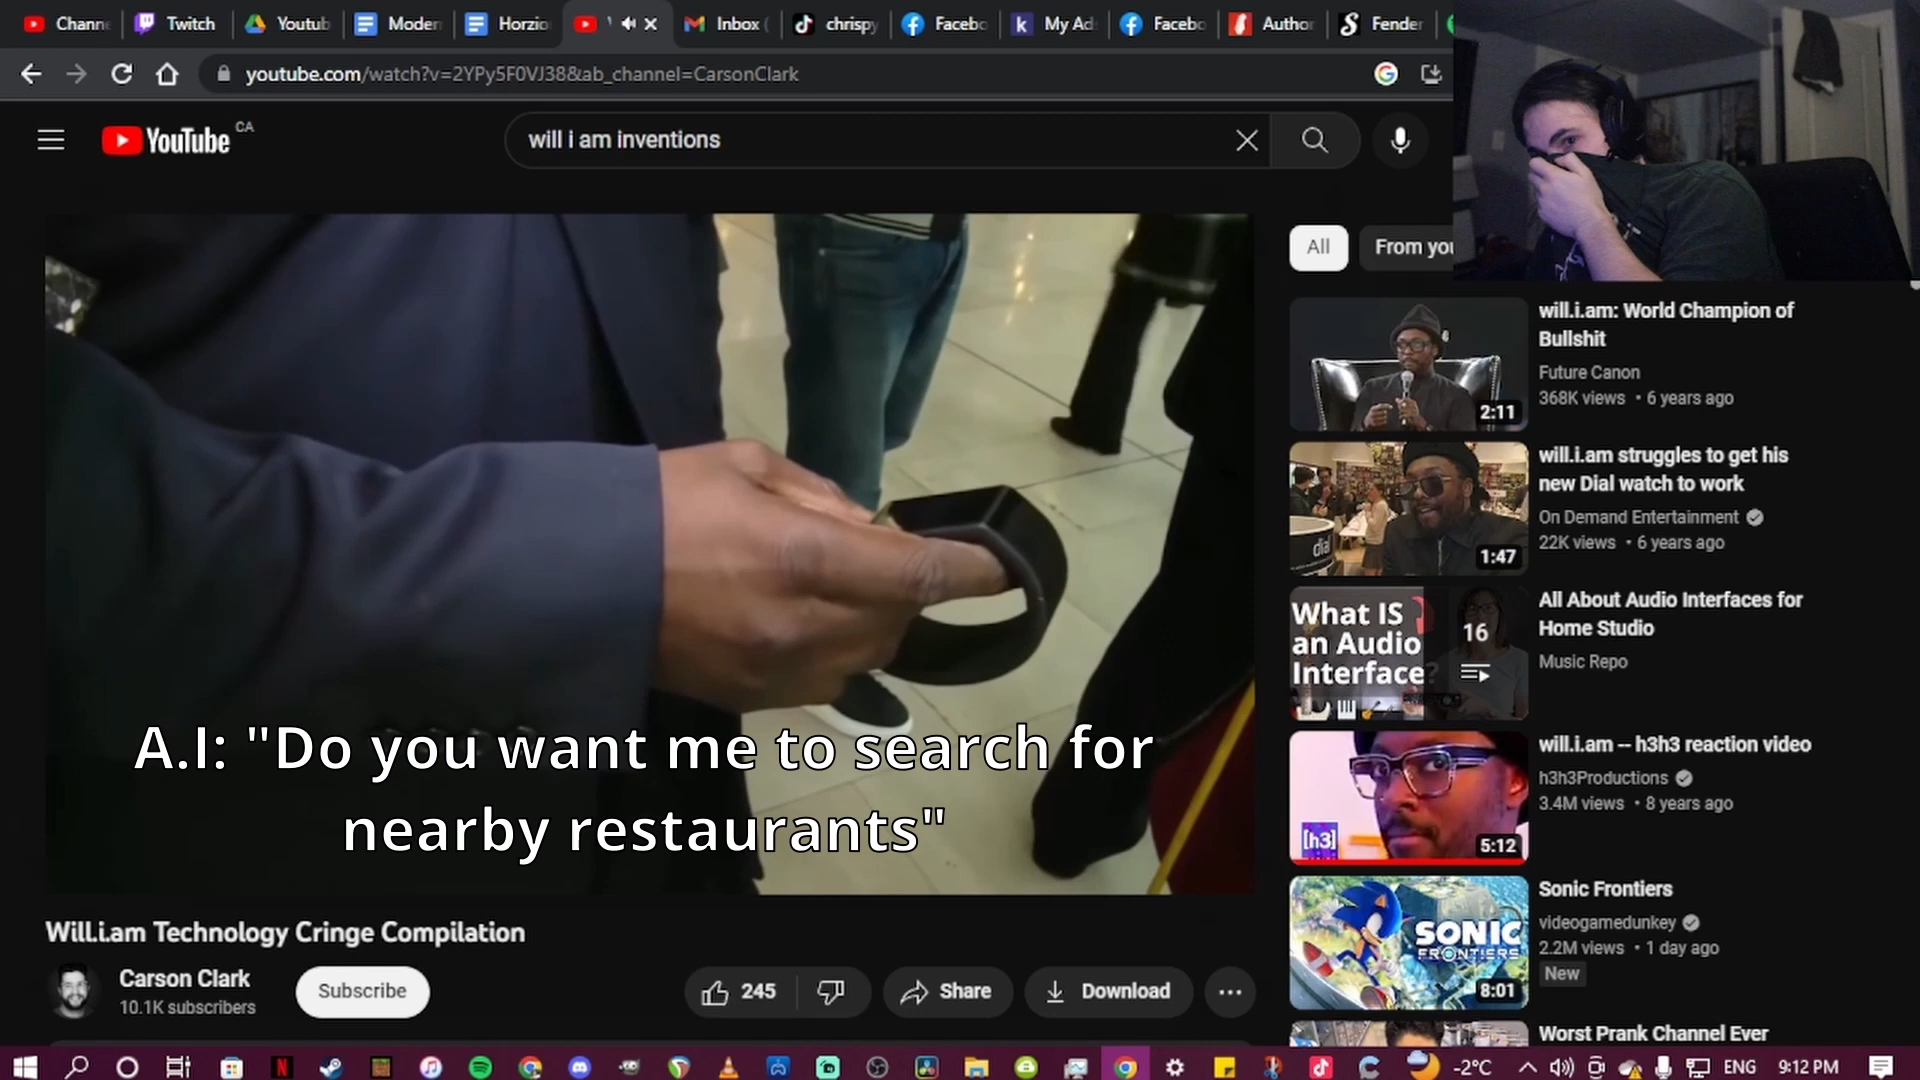 Chann
Twitch
Youtub
Moder
Horzio
Inbox (
chrispy
Facebo
My Ad
Facebo
Author
Fender
youtube.com/watch?v=2YPy5F0VJ38&ab_channel=CarsonClark
YouTube CA
will i am inventions
All
From you
will.i.am: World Champion of
Bullshit
Future Canon
368K views • 6 years ago
2:11
will.i.am struggles to get his
new Dial watch to work
On Demand Entertainment
22K views • 6 years ago
dial
1:47
What IS
an Audio
Interface?
16
All About Audio Interfaces for
Home Studio
Music Repo
will.i.am -- h3h3 reaction video
h3h3Productions
3.4M views • 8 years ago
[h3]
5:12
Sonic Frontiers
videogamedunkey
2.2M views • 1 day ago
New
SONIC
FRONTIERS
8:01
Worst Prank Channel Ever
A.I: "Do you want me to search for
nearby restaurants"
Will.i.am Technology Cringe Compilation
Carson Clark
10.1K subscribers
Subscribe
245
Share
Download
-2°C
ENG
9:12 PM